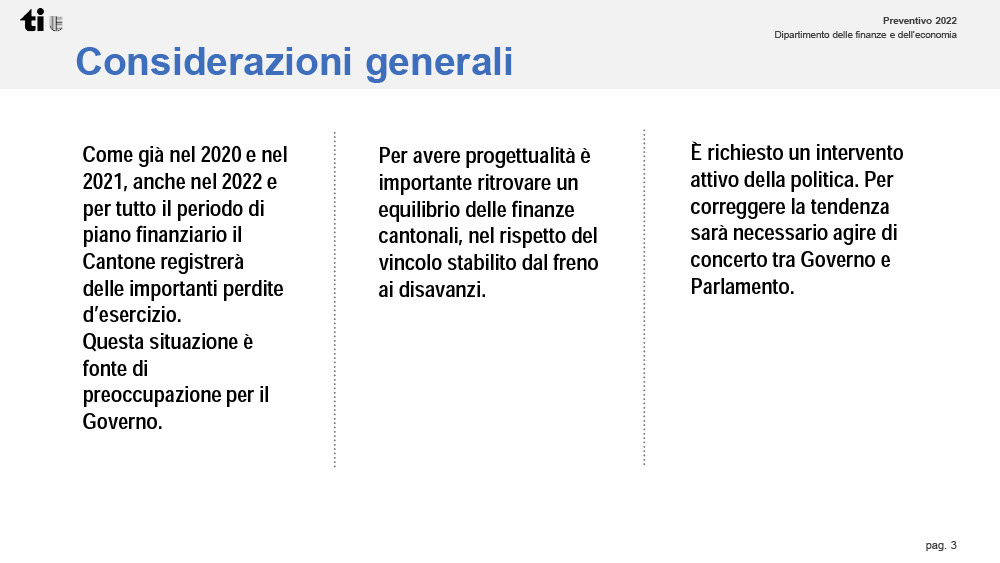 ti
Preventivo 2022
Dipartimento delle finanze e dell'economia
Considerazioni generali
Come già nel 2020 e nel
2021, anche nel 2022 e
per tutto il periodo di
piano finanziario il
Cantone registrerà
delle importanti perdite
d’esercizio.
Questa situazione è
fonte di
preoccupazione per il
Governo.
Per avere progettualità è
importante ritrovare un
equilibrio delle finanze
cantonali, nel rispetto del
vincolo stabilito dal freno
ai disavanzi.
È richiesto un intervento
attivo della politica. Per
correggere la tendenza
sarà necessario agire di
concerto tra Governo e
Parlamento.
pag. 3